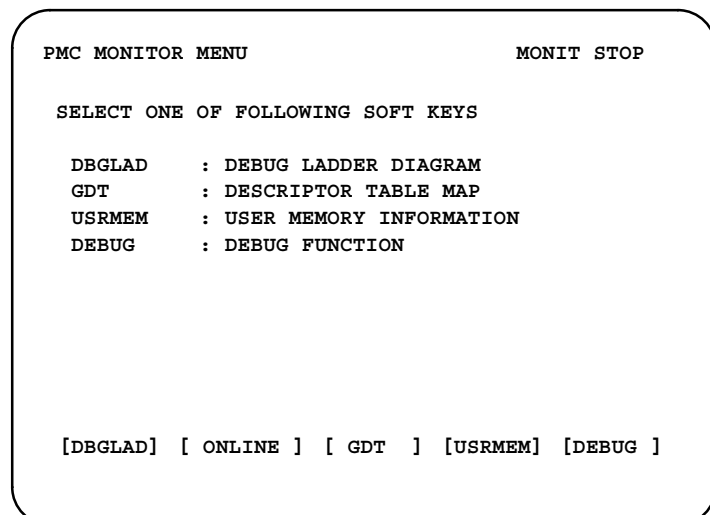 PMC MONITOR MENU MONIT STOP
SELECT ONE OF FOLLOWING SOFT KEYS
DBGLAD : DEBUG LADDER DIAGRAM
GDT : DESCRIPTOR TABLE MAP
USRMEM : USER MEMORY INFORMATION
DEBUG : DEBUG FUNCTION
[DBGLAD] [ ONLINE ] [ GDT ] [USRMEM] [DEBUG ]